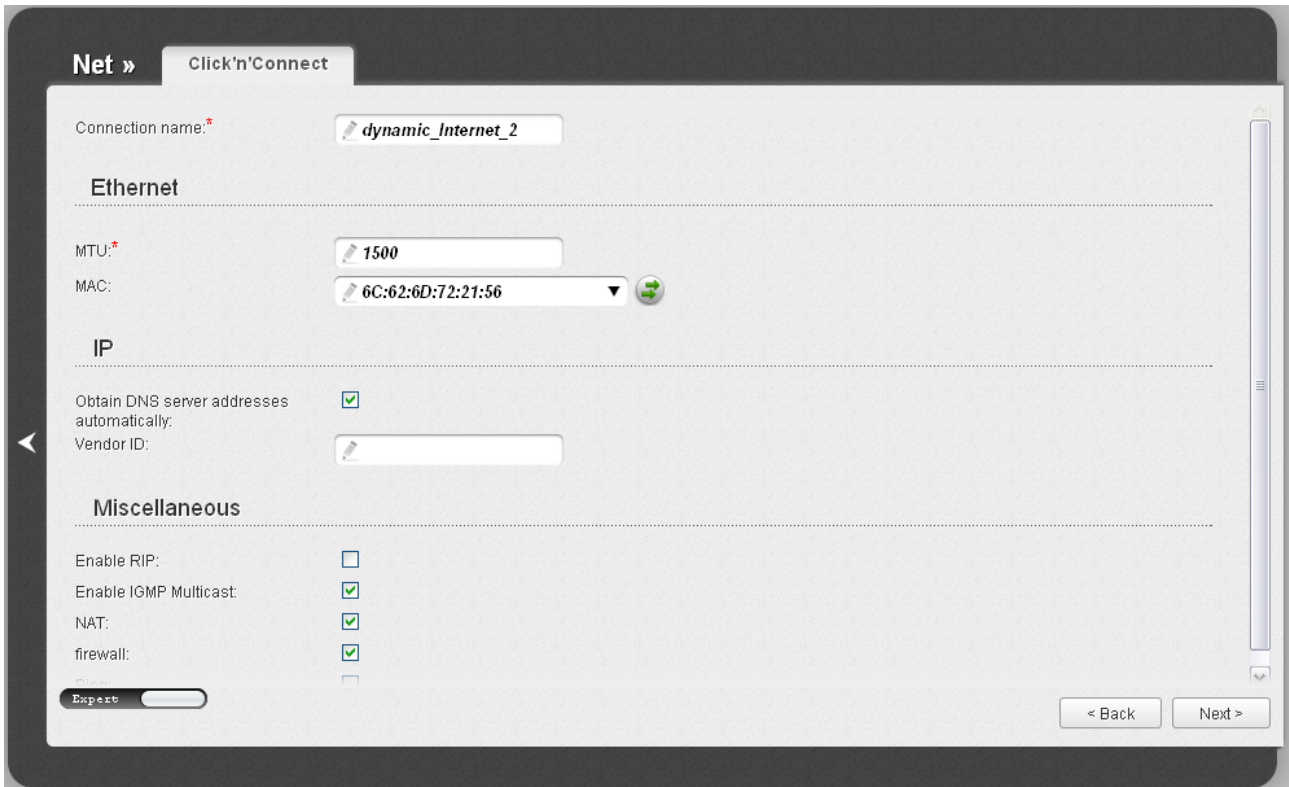 Net » Click'n'Connect
Connection name:* dynamic_Internet_2
Ethernet
MTU:* 1500
MAC: 6C:62:6D:72:21:56
IP
Obtain DNS server addresses
automatically:
Vendor ID:
Miscellaneous
Enable RIP:
Enable IGMP Multicast:
NAT:
firewall:
Ping:
Expert
< Back Next >